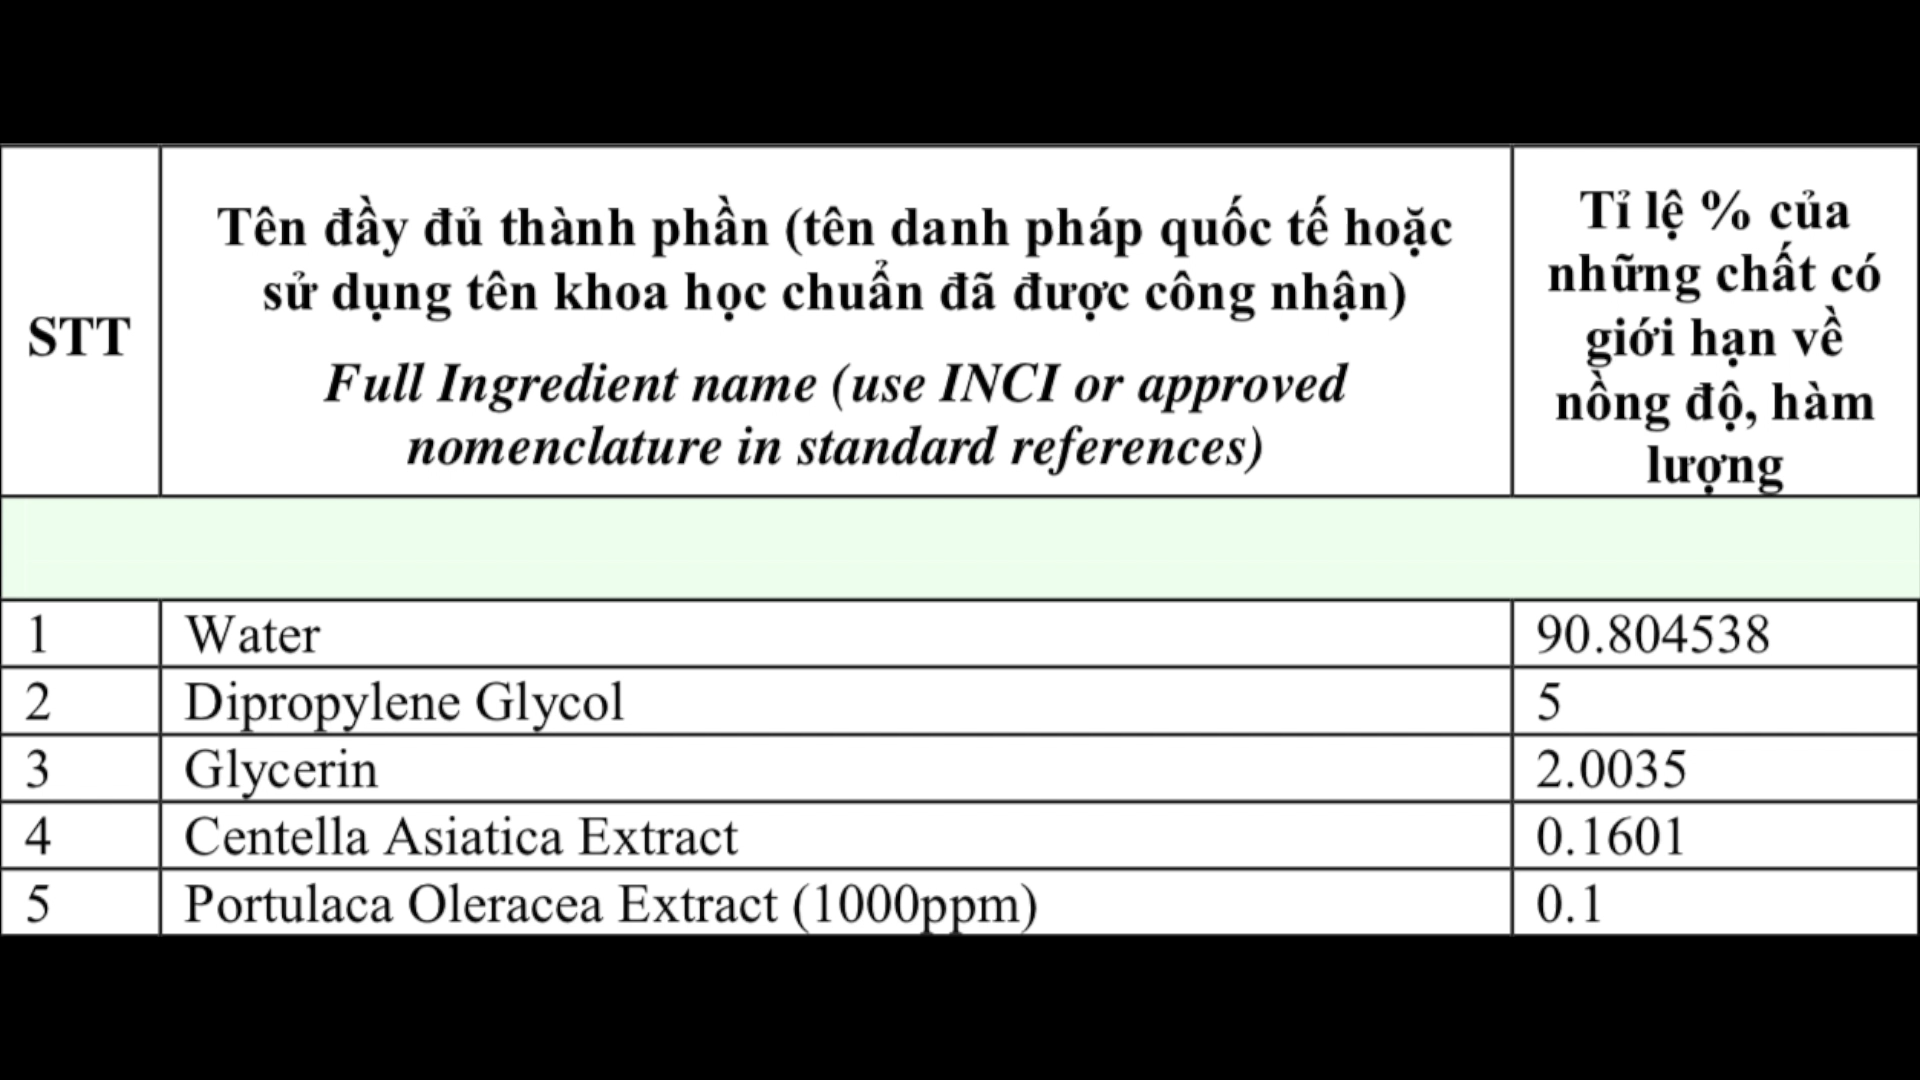 STT
Tên đầy đủ thành phần (tên danh pháp quốc tế hoặc
sử dụng tên khoa học chuẩn đã được công nhận)
Full Ingredient name (use INCI or approved
nomenclature in standard references)
Tỉ lệ % của
những chất có
giới hạn về
nồng độ, hàm
lượng
1 Water 90.804538
2 Dipropylene Glycol 5
3 Glycerin 2.0035
4 Centella Asiatica Extract 0.1601
5 Portulaca Oleracea Extract (1000ppm) 0.1